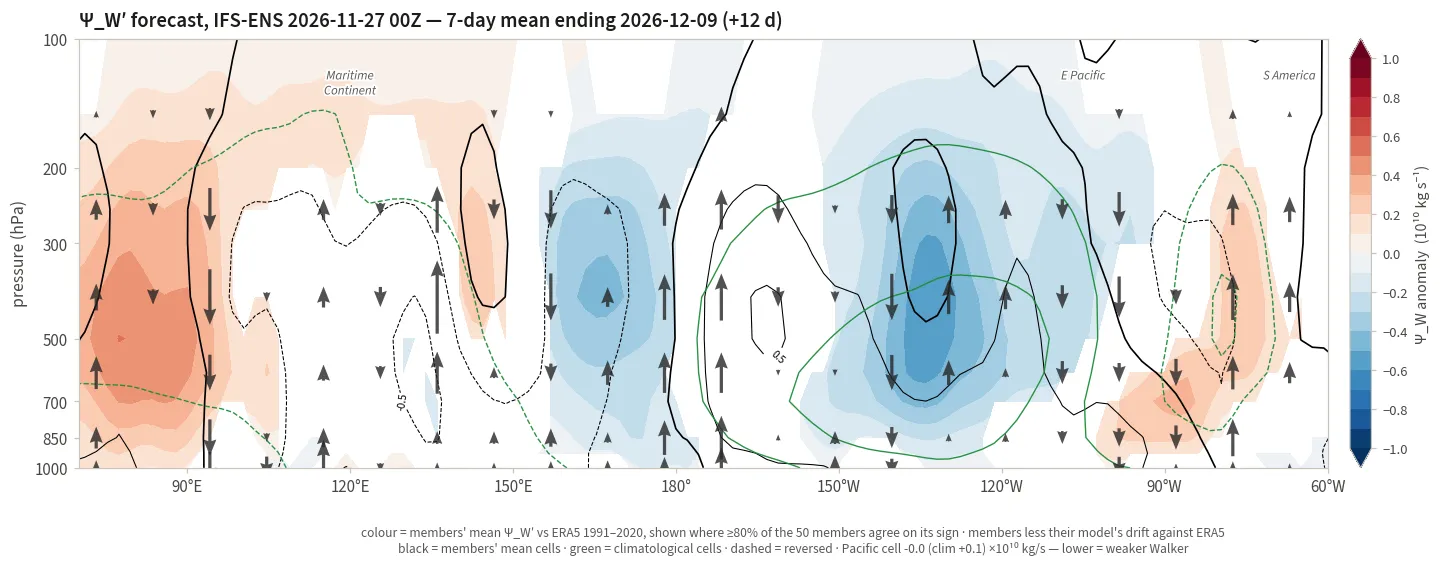 Ψ_W′ forecast, IFS-ENS 2026-11-27 00Z — 7-day mean ending 2026-12-09 (+12 d)
100
200
300
400
500
700
850
1000
pressure (hPa)
Maritime
Continent
E Pacific
S America
0.5
-0.5
90°E
120°E
150°E
180°
150°W
120°W
90°W
60°W
1.0
0.8
0.6
0.4
0.2
0.0
−0.2
−0.4
−0.6
−0.8
−1.0
Ψ_W anomaly (10¹⁰ kg s⁻¹)
colour = members' mean Ψ_W′ vs ERA5 1991–2020, shown where ≥80% of the 50 members agree on its sign · members less their model's drift against ERA5
black = members' mean cells · green = climatological cells · dashed = reversed · Pacific cell -0.0 (clim +0.1) ×10¹⁰ kg/s — lower = weaker Walker